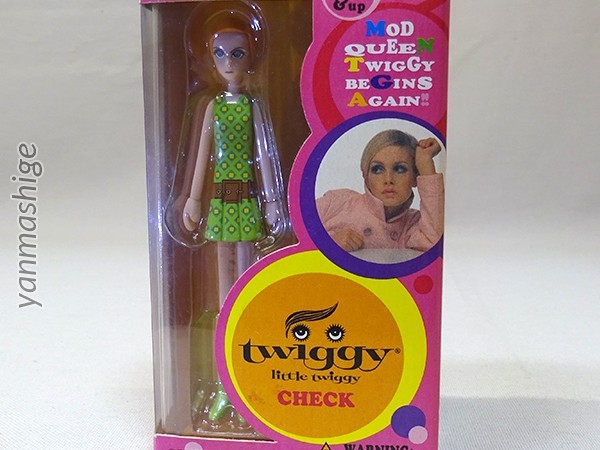 & up
MOD
QUEEN
TWIGGY
BEGINS
AGAIN!!
twiggy®
little twiggy
CHECK
WARNING:
yanmashige